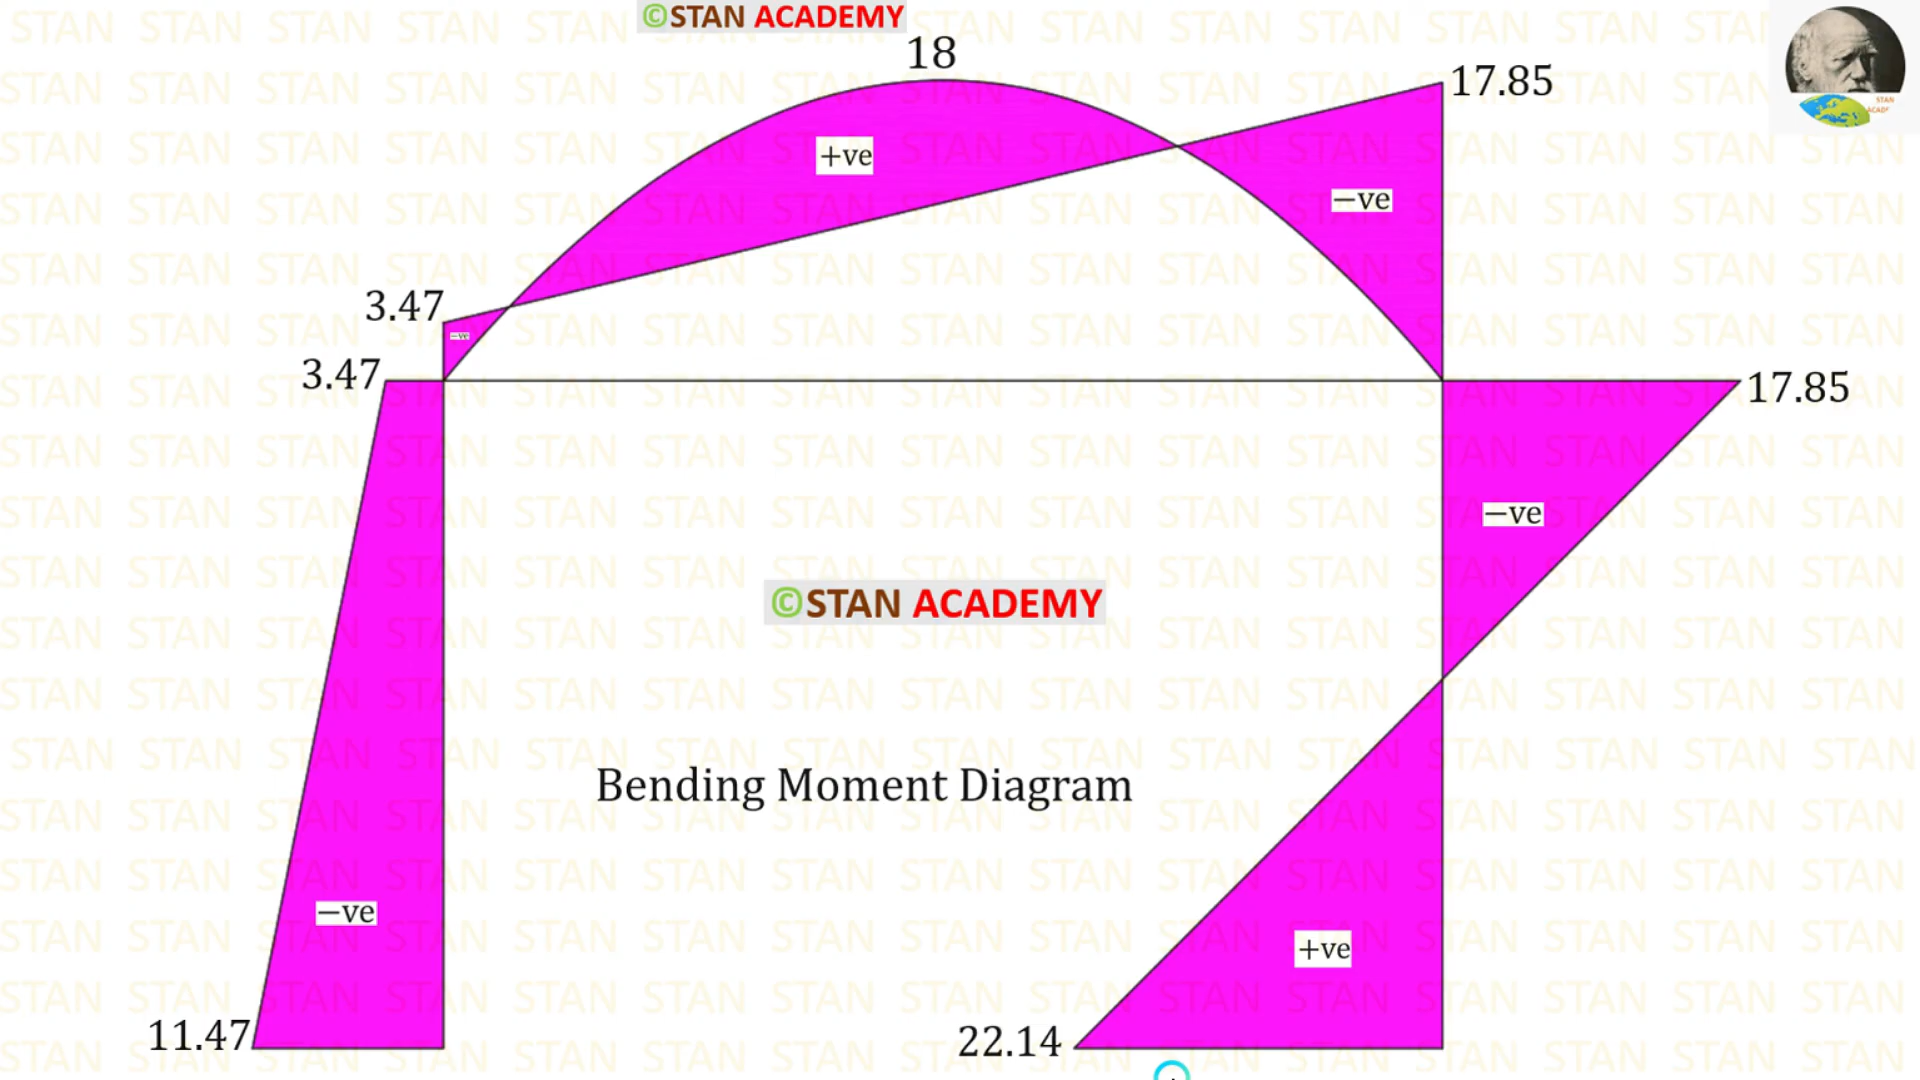 ©STAN ACADEMY
18
17.85
+ve
−ve
3.47
−ve
3.47
17.85
−ve
©STAN ACADEMY
Bending Moment Diagram
−ve
+ve
11.47
22.14